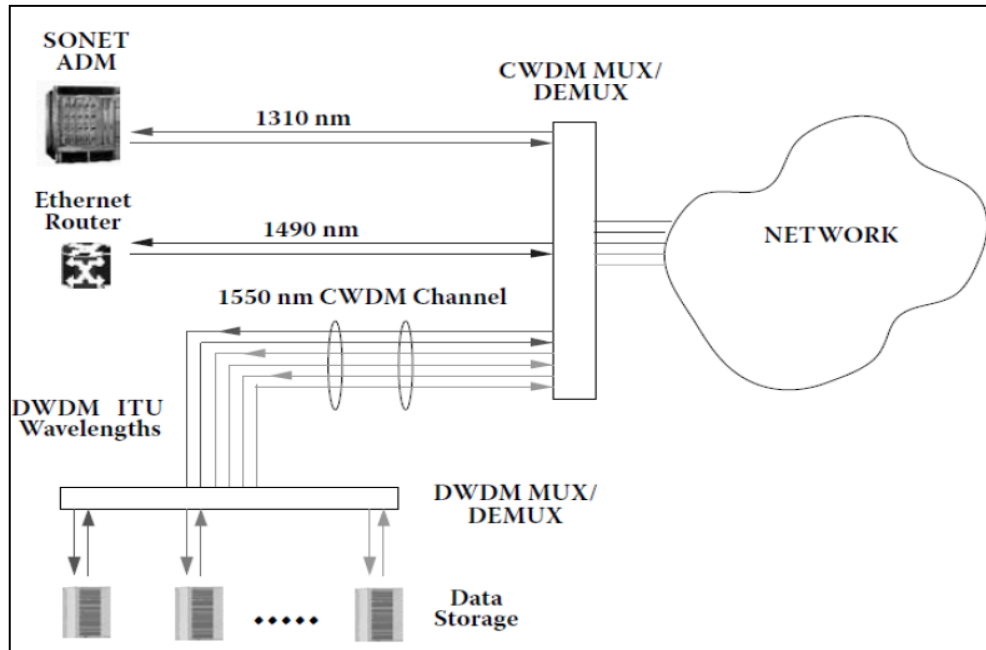 SONET
ADM
CWDM MUX/
DEMUX
1310 nm
Ethernet
Router
1490 nm
NETWORK
1550 nm CWDM Channel
DWDM ITU
Wavelengths
DWDM MUX/
DEMUX
Data
Storage